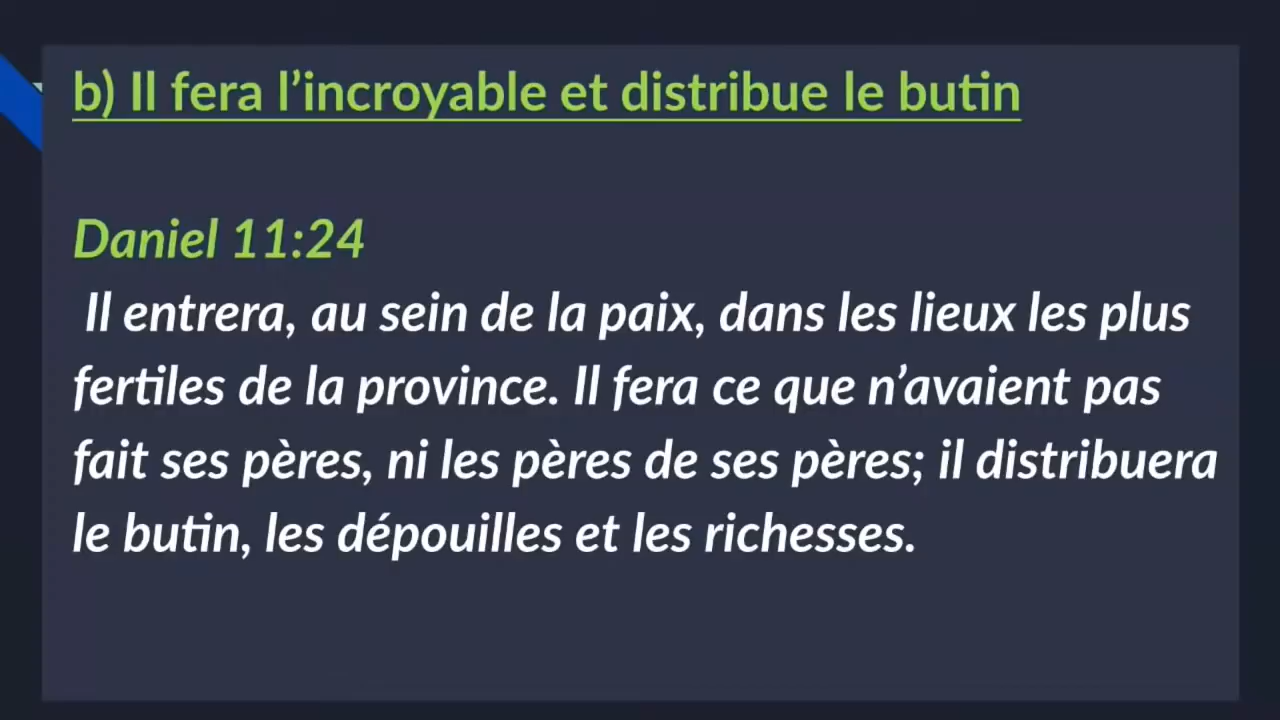 b) Il fera l’incroyable et distribue le butin
Daniel 11:24
Il entrera, au sein de la paix, dans les lieux les plus
fertiles de la province. Il fera ce que n’avaient pas
fait ses pères, ni les pères de ses pères; il distribuera
le butin, les dépouilles et les richesses.